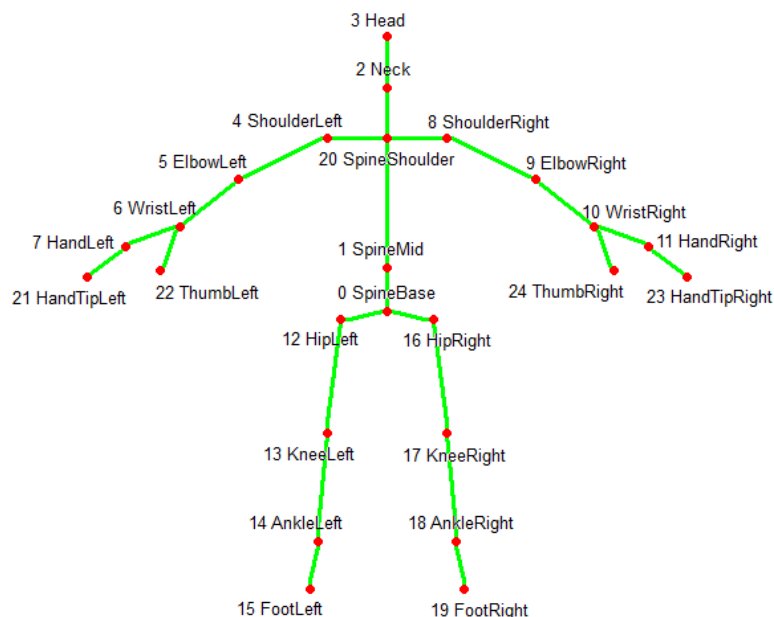 3 Head
2 Neck
4 ShoulderLeft
8 ShoulderRight
20 SpineShoulder
5 ElbowLeft
9 ElbowRight
6 WristLeft
10 WristRight
7 HandLeft
11 HandRight
1 SpineMid
21 HandTipLeft
22 ThumbLeft
0 SpineBase
24 ThumbRight
23 HandTipRight
12 HipLeft
16 HipRight
13 KneeLeft
17 KneeRight
14 AnkleLeft
18 AnkleRight
15 FootLeft
19 FootRight